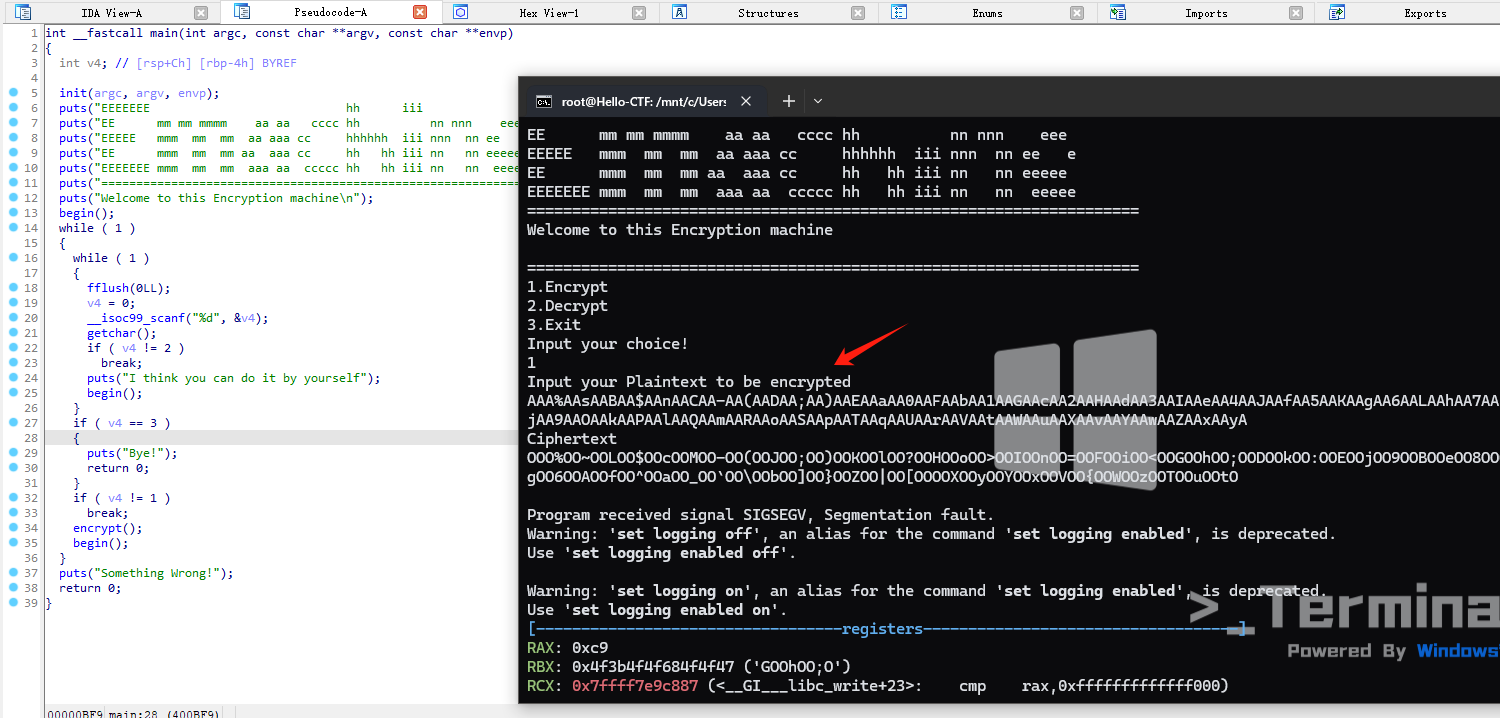 IDA View-A
Pseudocode-A
Hex View-1
Structures
Enums
Imports
Exports
1 int __fastcall main(int argc, const char **argv, const char **envp)
2 {
3 int v4; // [rsp+Ch] [rbp-4h] BYREF
4
5 init(argc, argv, envp);
6 puts("EEEEEEE hh iii
7 puts("EE mm mm mmmm aa aa cccc hh nn nnn eee
8 puts("EEEEE mmm mm mm aa aaa cc hhhhhh iii nnn nn ee
9 puts("EE mmm mm mm aa aaa cc hh hh iii nn nn eeeee
10 puts("EEEEEEE mmm mm mm aaa aa ccccc hh hh iii nn nn eeee
11 puts("===========================================================
12 puts("Welcome to this Encryption machine\n");
13 begin();
14 while ( 1 )
15 {
16 while ( 1 )
17 {
18 fflush(0LL);
19 v4 = 0;
20 __isoc99_scanf("%d", &v4);
21 getchar();
22 if ( v4 != 2 )
23 break;
24 puts("I think you can do it by yourself");
25 begin();
26 }
27 if ( v4 == 3 )
28 {
29 puts("Bye!");
30 return 0;
31 }
32 if ( v4 != 1 )
33 break;
34 encrypt();
35 begin();
36 }
37 puts("Something Wrong!");
38 return 0;
39 }
00000BF9 main:28 (400BF9)
root@Hello-CTF: /mnt/c/Users
EE mm mm mmmm aa aa cccc hh nn nnn eee
EEEEE mmm mm mm aa aaa cc hhhhhh iii nnn nn ee e
EE mmm mm mm aa aaa cc hh hh iii nn nn eeeee
EEEEEEE mmm mm mm aaa aa ccccc hh hh iii nn nn eeeee
====================================================================
Welcome to this Encryption machine
====================================================================
1.Encrypt
2.Decrypt
3.Exit
Input your choice!
1
Input your Plaintext to be encrypted
AAA%AAsAABAA$AAnAACAA-AA(AADAA;AA)AAEAAaAA0AAFAAbAA1AAGAAcAA2AAHAAdAA3AAIAAeAA4AAJAAfAA5AAKAAgAA6AALAAhAA7AA
jAA9AAOAAkAAPAAlAAQAAmAARAAoAASAApAATAAqAAUAArAAVAAtAAWAAuAAXAAvAAYAAwAAZAAxAAyA
Ciphertext
OOO%OO~OOLOO$OOcOOMOO-OO(OOJOO;OO)OOKOOlOO?OOHOOoOO>OOIOOnOO=OOFOOiOO<OOGOOhOO;OODOOkOO:OOEOOjOO9OOBOOeOO8OO
gOO6OOAOOfOO^OOaOO_OO`OO\OObOO]OO}OOZOO|OO[OOOOXOOyOOYOOxOOVOO{OOWOOzOOTOOuOOtO
Program received signal SIGSEGV, Segmentation fault.
Warning: 'set logging off', an alias for the command 'set logging enabled', is deprecated.
Use 'set logging enabled off'.
Warning: 'set logging on', an alias for the command 'set logging enabled', is deprecated.
Use 'set logging enabled on'.
[----------------------------------registers-----------------------------------]
RAX: 0xc9
RBX: 0x4f3b4f4f684f4f47 ('GOOhOO;O')
RCX: 0x7ffff7e9c887 (<__GI___libc_write+23>: cmp rax,0xfffffffffffff000)
>_Termina
Powered By Windows